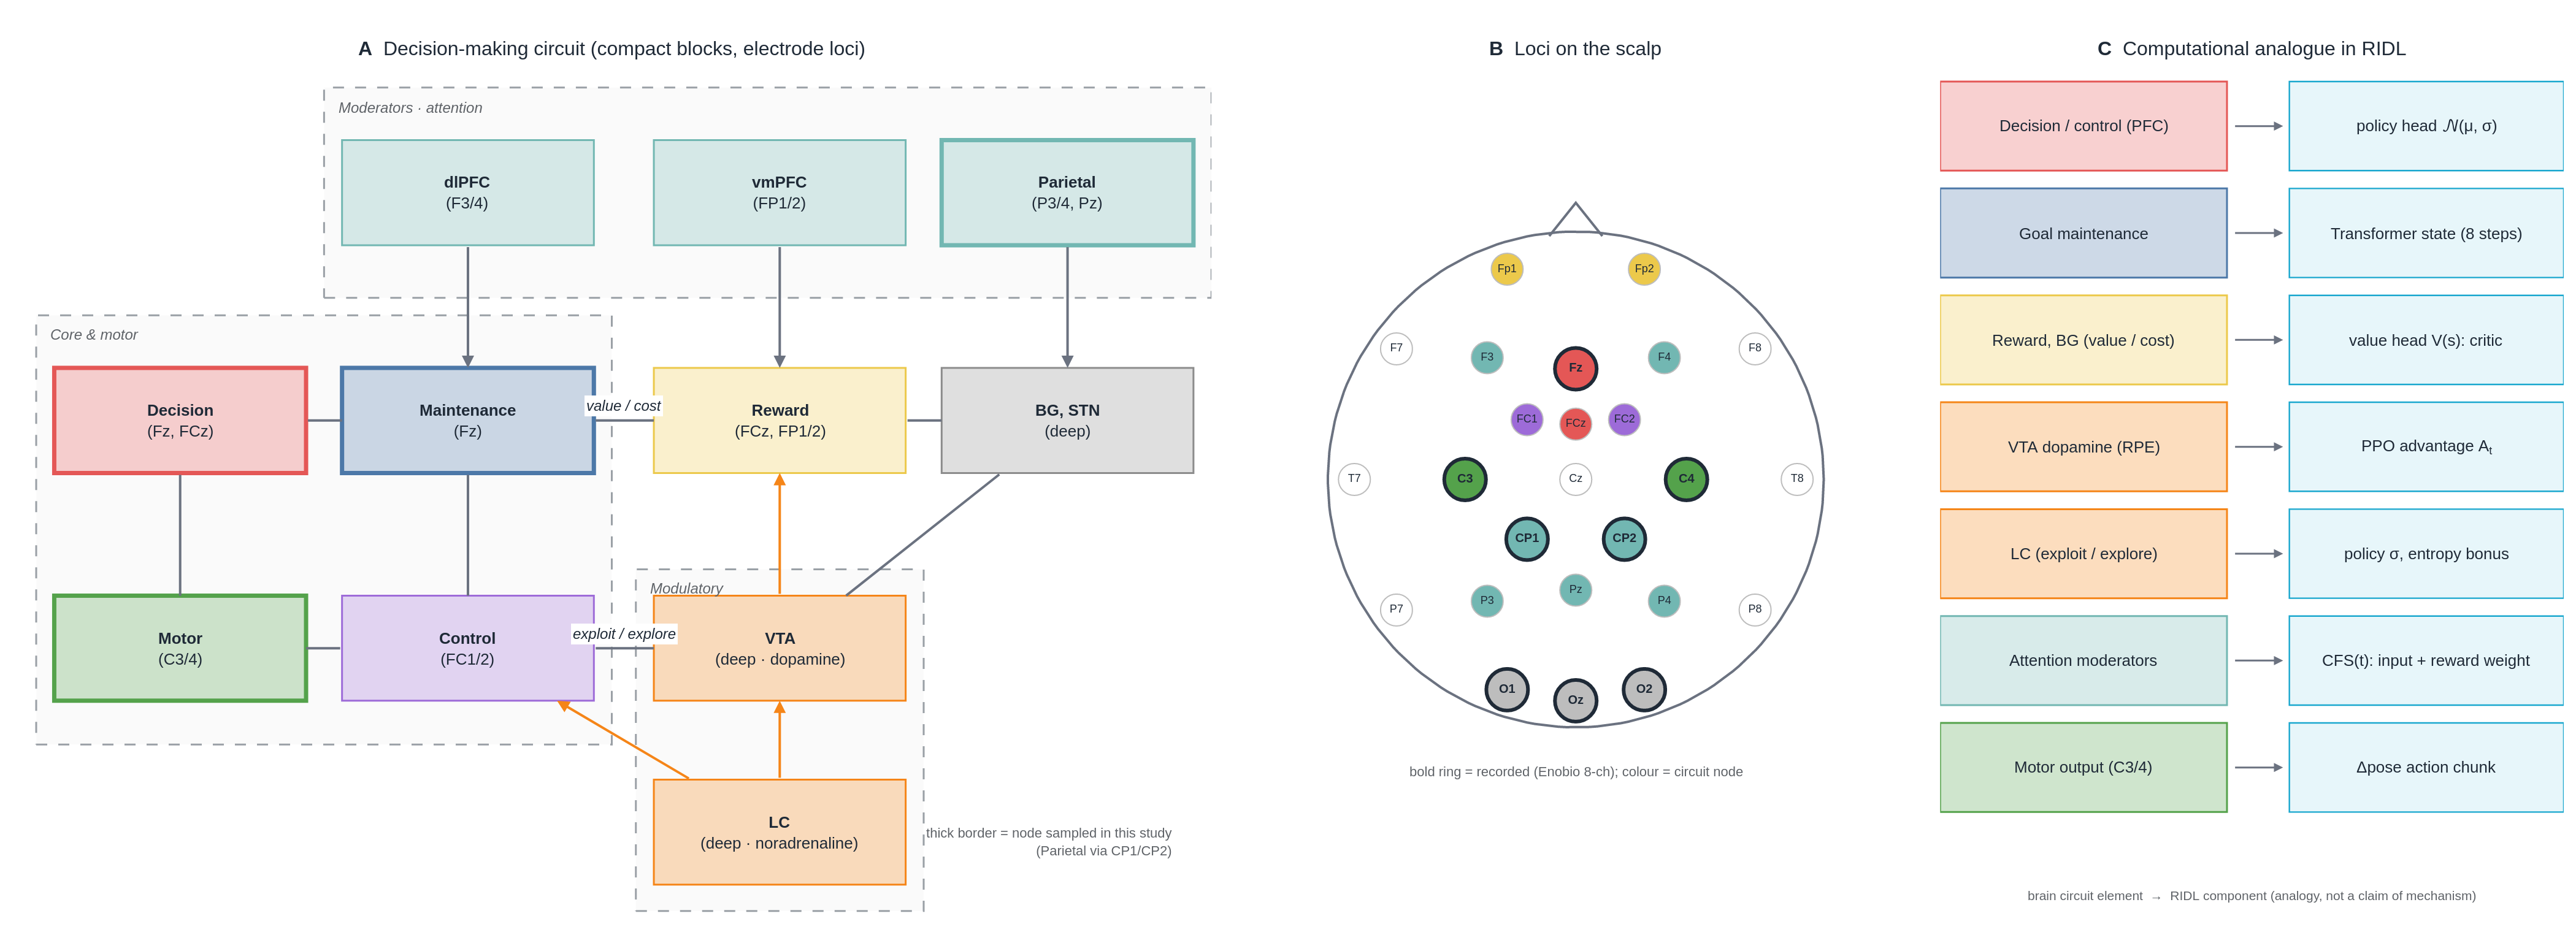 A Decision-making circuit (compact blocks, electrode loci)
Moderators · attention
dlPFC
(F3/4)
vmPFC
(FP1/2)
Parietal
(P3/4, Pz)
Core & motor
Decision
(Fz, FCz)
Maintenance
(Fz)
value / cost
Reward
(FCz, FP1/2)
BG, STN
(deep)
Modulatory
Motor
(C3/4)
Control
(FC1/2)
exploit / explore
VTA
(deep · dopamine)
LC
(deep · noradrenaline)
thick border = node sampled in this study
(Parietal via CP1/CP2)
B Loci on the scalp
Fp1 Fp2
F7 F3 Fz F4 F8
FC1 FCz FC2
T7 C3 Cz C4 T8
CP1 CP2
P7 P3 Pz P4 P8
O1 Oz O2
bold ring = recorded (Enobio 8-ch); colour = circuit node
C Computational analogue in RIDL
Decision / control (PFC) → policy head 𝒩(μ, σ)
Goal maintenance → Transformer state (8 steps)
Reward, BG (value / cost) → value head V(s): critic
VTA dopamine (RPE) → PPO advantage Aₜ
LC (exploit / explore) → policy σ, entropy bonus
Attention moderators → CFS(t): input + reward weight
Motor output (C3/4) → Δpose action chunk
brain circuit element → RIDL component (analogy, not a claim of mechanism)